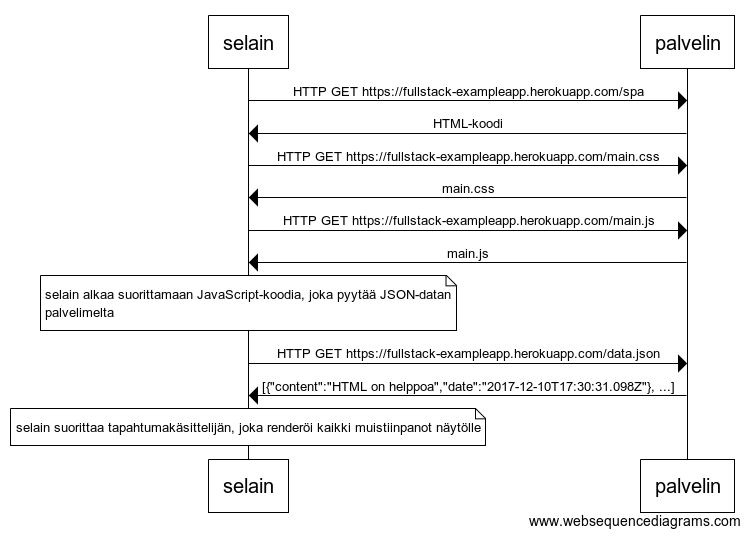 selain
palvelin
HTTP GET https://fullstack-exampleapp.herokuapp.com/spa
HTML-koodi
HTTP GET https://fullstack-exampleapp.herokuapp.com/main.css
main.css
HTTP GET https://fullstack-exampleapp.herokuapp.com/main.js
main.js
selain alkaa suorittamaan JavaScript-koodia, joka pyytää JSON-datan
palvelimelta
HTTP GET https://fullstack-exampleapp.herokuapp.com/data.json
[{"content":"HTML on helppoa","date":"2017-12-10T17:30:31.098Z"}, ...]
selain suorittaa tapahtumakäsittelijän, joka renderöi kaikki muistiinpanot näytölle
selain
palvelin
www.websequencediagrams.com